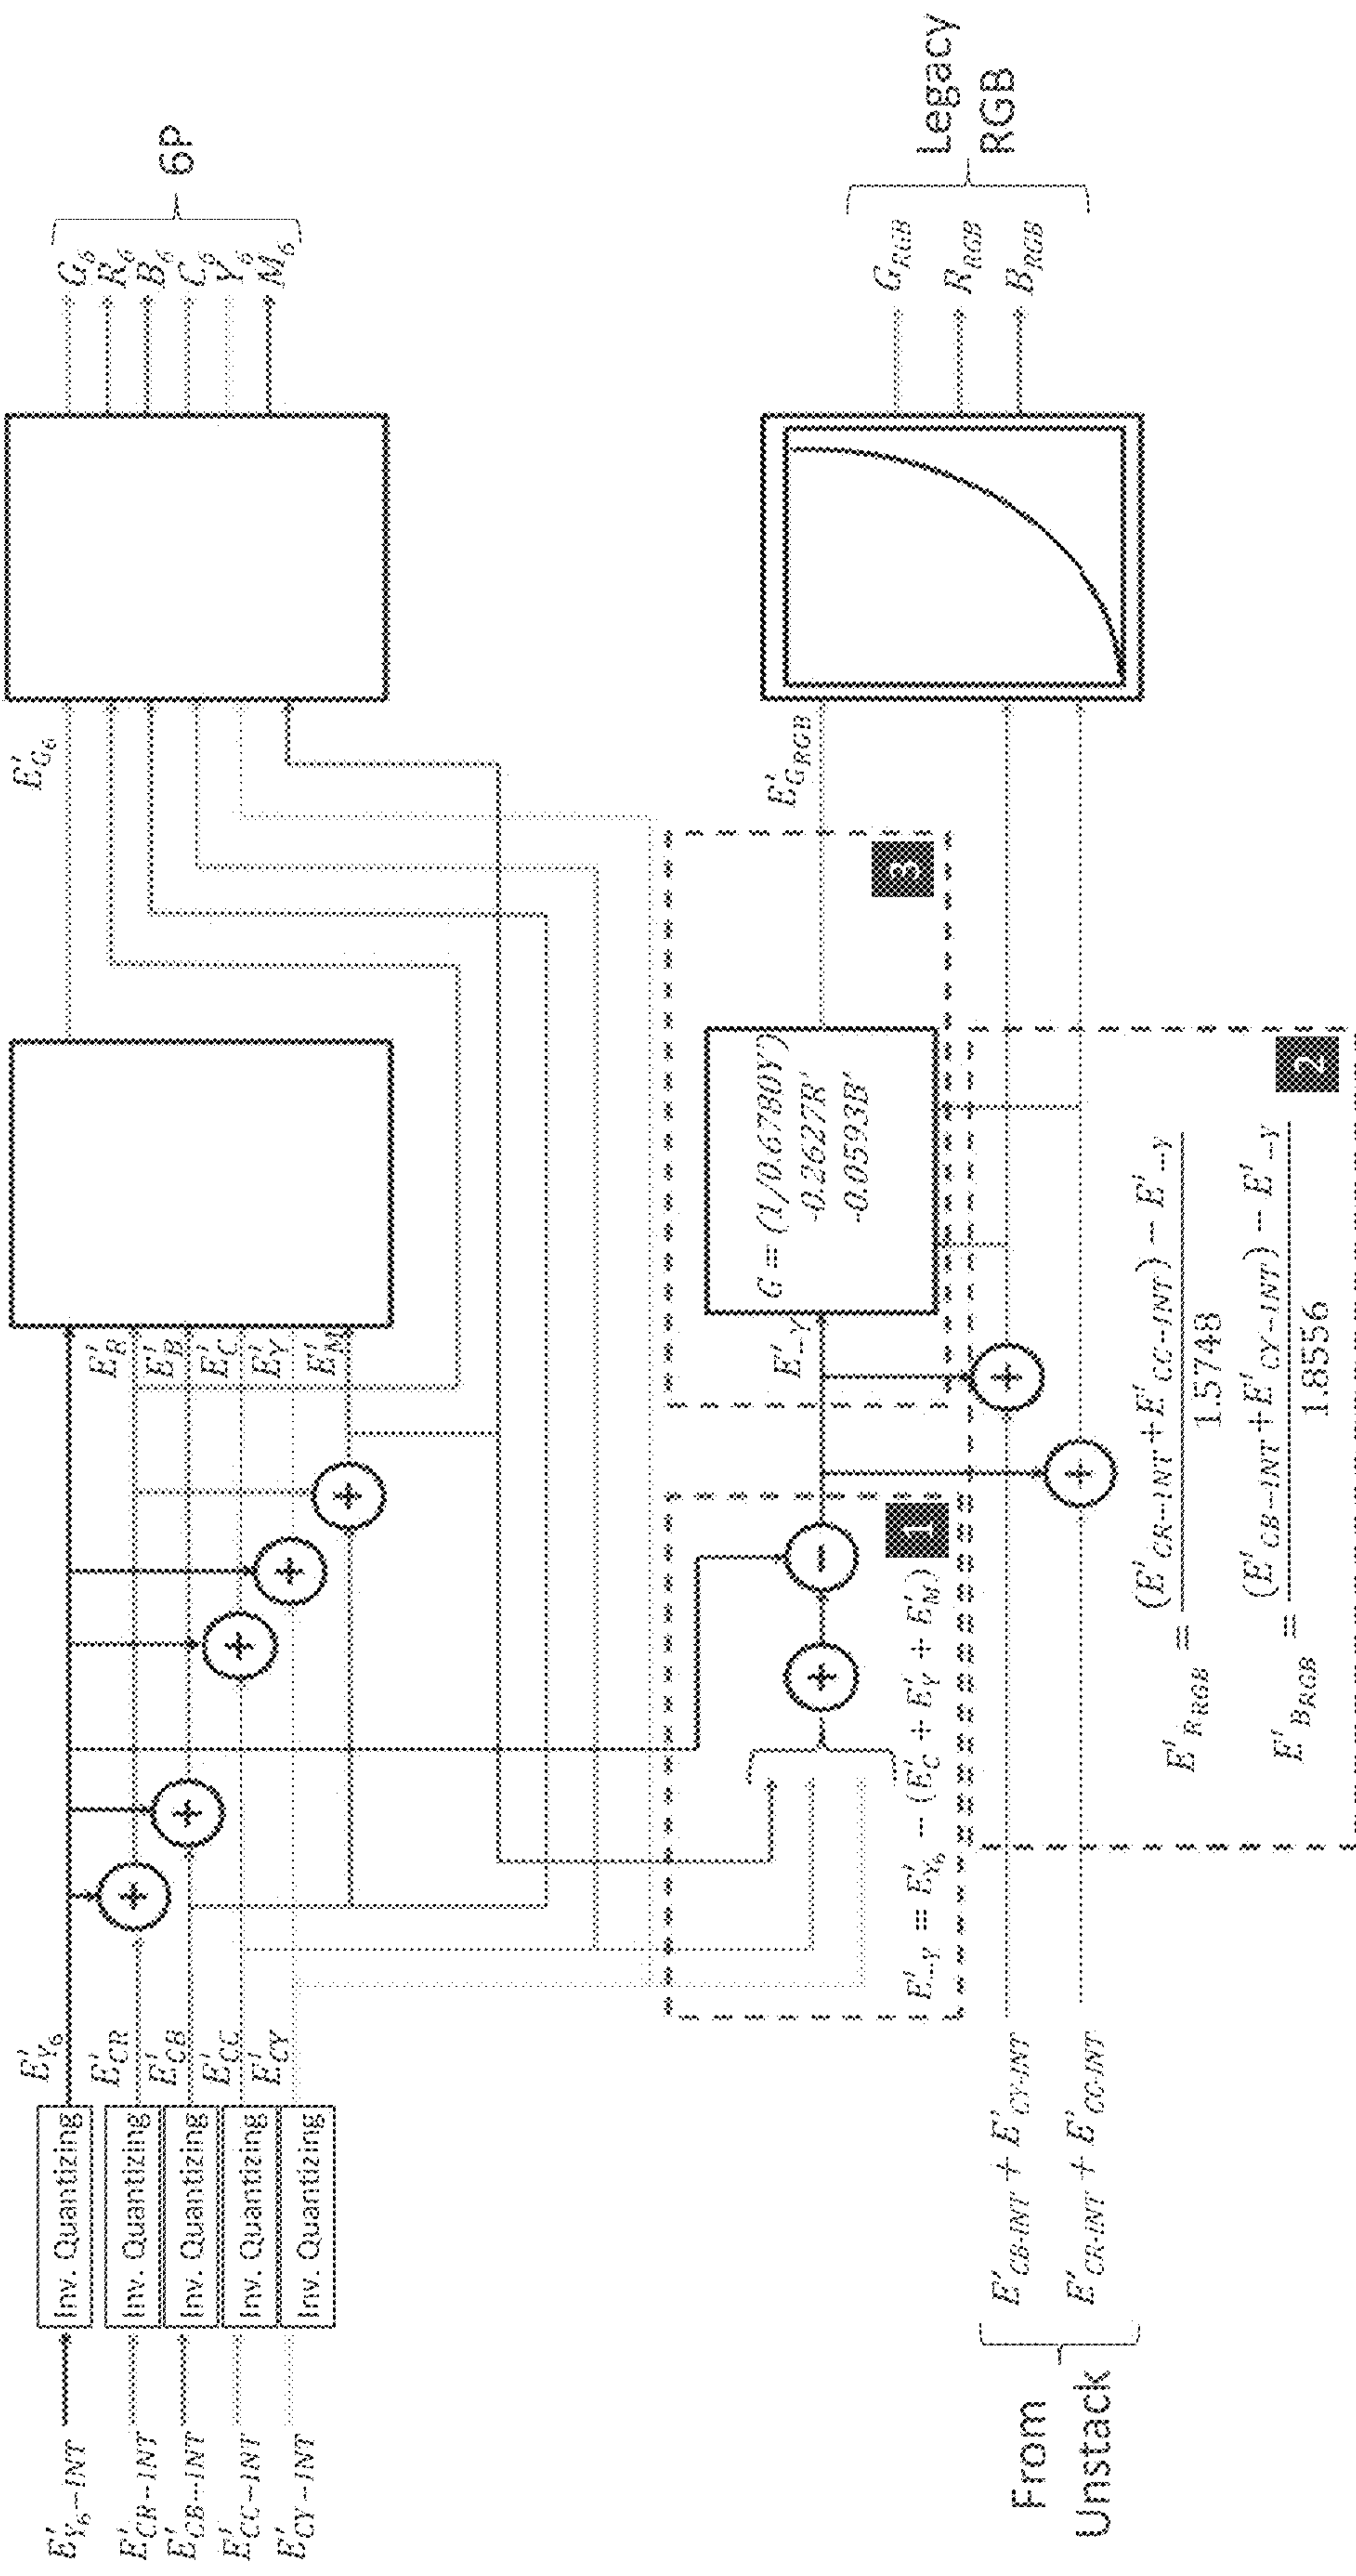 E'Y6-INT
E'CR-INT
E'CB-INT
E'CC-INT
E'CY-INT
Inv. Quantizing
Inv. Quantizing
Inv. Quantizing
Inv. Quantizing
Inv. Quantizing
E'Y6
E'CR
E'CB
E'CC
E'CY
+
+
+
+
+
E'R
E'B
E'C
E'Y
E'M
E'G6
G6
R6
B6
C6
Y6
M6
6P
+
-
E'-Y = E'Y6 - (E'C + E'Y + E'M)
1
E'-Y
G = (1/0.6780Y)
-0.2627R'
-0.0593B'
3
E'GRGB
GRGB
RRGB
BRGB
Legacy
RGB
From
Unstack
E'CB-INT + E'CY-INT
E'CR-INT + E'CC-INT
+
+
E'RRGB = (E'CR-INT+E'CC-INT) - E'-Y
1.5748
E'BRGB = (E'CB-INT+E'CY-INT) - E'-Y
1.8556
2